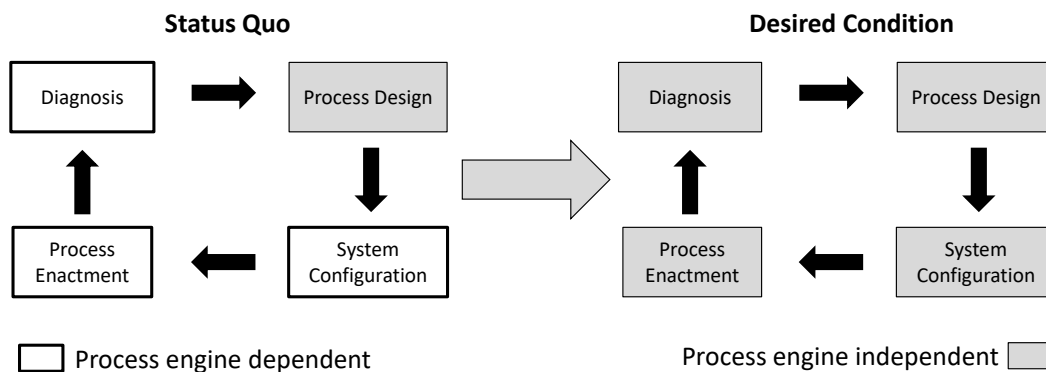 Status Quo
Desired Condition
Diagnosis
Process Design
Diagnosis
Process Design
Process
Enactment
System
Configuration
Process
Enactment
System
Configuration
Process engine dependent
Process engine independent